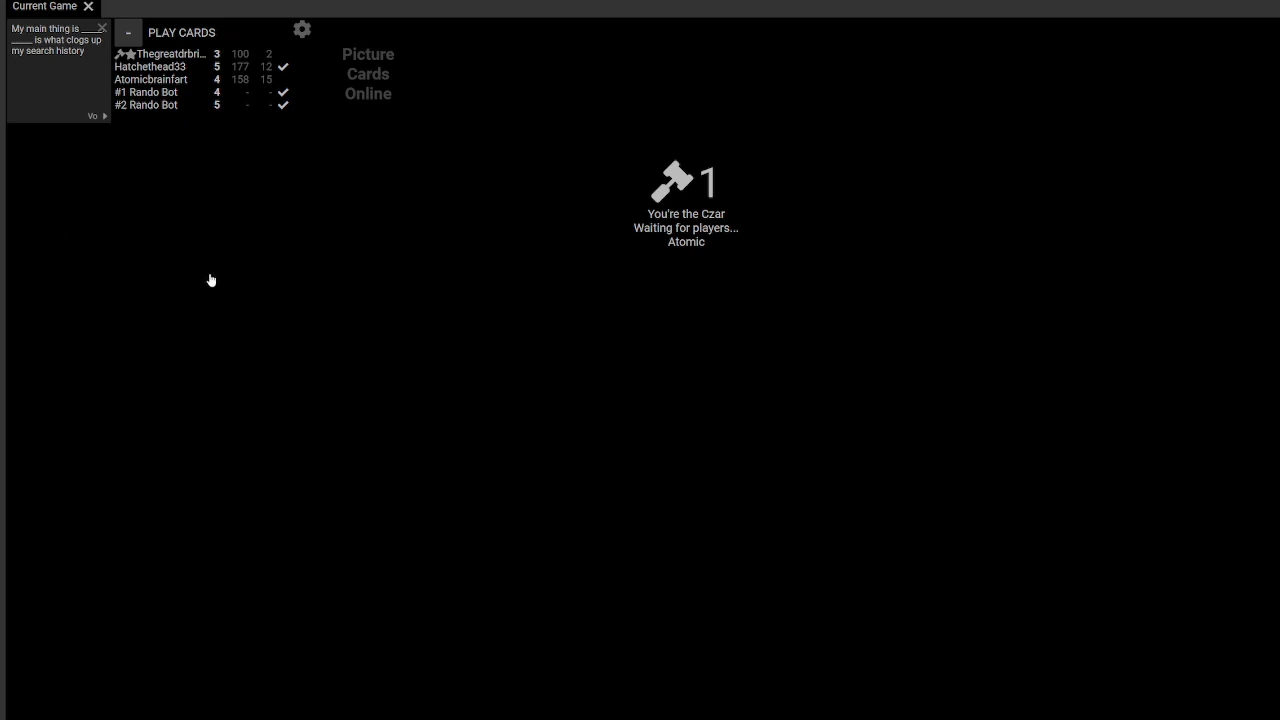 Current Game
My main thing is _____
_____ is what clogs up
my search history
Vo
- PLAY CARDS
Thegreatdrbri... 3 100 2
Hatchethead33 5 177 12
Atomicbrainfart 4 158 15
#1 Rando Bot 4 - -
#2 Rando Bot 5 - -
Picture
Cards
Online
1
You're the Czar
Waiting for players...
Atomic